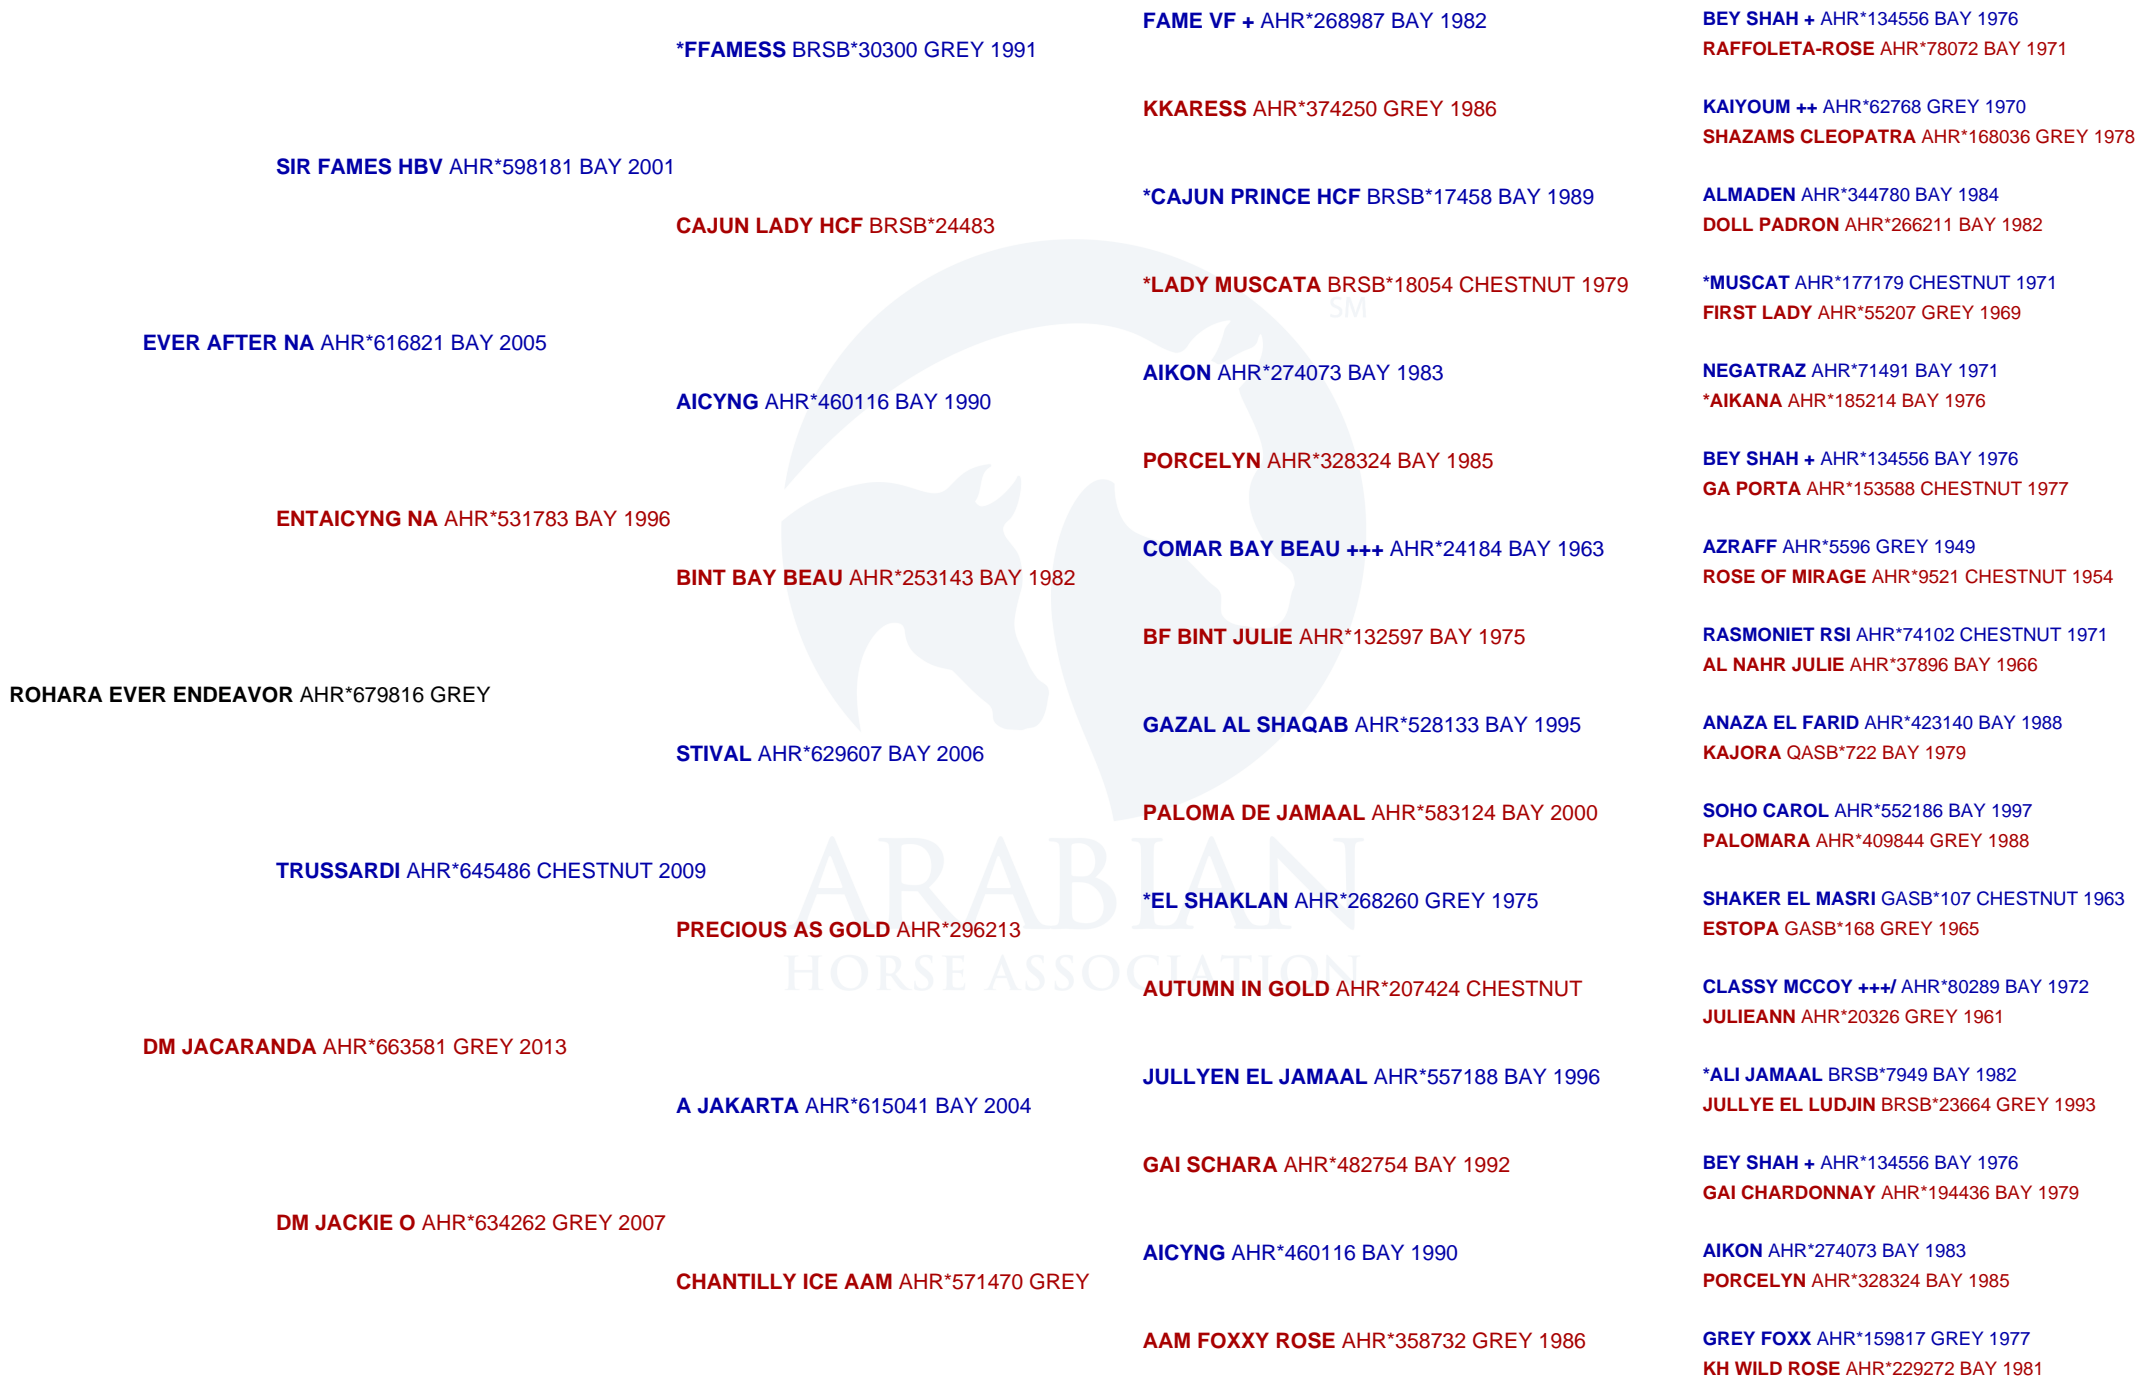 FAME VF + AHR*268987 BAY 1982
BEY SHAH + AHR*134556 BAY 1976
*FFAMESS BRSB*30300 GREY 1991
RAFFOLETA-ROSE AHR*78072 BAY 1971
KKARESS AHR*374250 GREY 1986
KAIYOUM ++ AHR*62768 GREY 1970
SHAZAMS CLEOPATRA AHR*168036 GREY 1978
SIR FAMES HBV AHR*598181 BAY 2001
*CAJUN PRINCE HCF BRSB*17458 BAY 1989
ALMADEN AHR*344780 BAY 1984
CAJUN LADY HCF BRSB*24483
DOLL PADRON AHR*266211 BAY 1982
*LADY MUSCATA BRSB*18054 CHESTNUT 1979
*MUSCAT AHR*177179 CHESTNUT 1971
SM
FIRST LADY AHR*55207 GREY 1969
EVER AFTER NA AHR*616821 BAY 2005
AIKON AHR*274073 BAY 1983
NEGATRAZ AHR*71491 BAY 1971
AICYNG AHR*460116 BAY 1990
*AIKANA AHR*185214 BAY 1976
PORCELYN AHR*328324 BAY 1985
BEY SHAH + AHR*134556 BAY 1976
GA PORTA AHR*153588 CHESTNUT 1977
ENTAICYNG NA AHR*531783 BAY 1996
COMAR BAY BEAU +++ AHR*24184 BAY 1963
AZRAFF AHR*5596 GREY 1949
BINT BAY BEAU AHR*253143 BAY 1982
ROSE OF MIRAGE AHR*9521 CHESTNUT 1954
BF BINT JULIE AHR*132597 BAY 1975
RASMONIET RSI AHR*74102 CHESTNUT 1971
AL NAHR JULIE AHR*37896 BAY 1966
ROHARA EVER ENDEAVOR AHR*679816 GREY
GAZAL AL SHAQAB AHR*528133 BAY 1995
ANAZA EL FARID AHR*423140 BAY 1988
STIVAL AHR*629607 BAY 2006
KAJORA QASB*722 BAY 1979
PALOMA DE JAMAAL AHR*583124 BAY 2000
SOHO CAROL AHR*552186 BAY 1997
PALOMARA AHR*409844 GREY 1988
TRUSSARDI AHR*645486 CHESTNUT 2009
ARABIAN
*EL SHAKLAN AHR*268260 GREY 1975
SHAKER EL MASRI GASB*107 CHESTNUT 1963
PRECIOUS AS GOLD AHR*296213
ESTOPA GASB*168 GREY 1965
HORSE ASSOCIATION
AUTUMN IN GOLD AHR*207424 CHESTNUT
CLASSY MCCOY +++/ AHR*80289 BAY 1972
JULIEANN AHR*20326 GREY 1961
DM JACARANDA AHR*663581 GREY 2013
JULLYEN EL JAMAAL AHR*557188 BAY 1996
*ALI JAMAAL BRSB*7949 BAY 1982
A JAKARTA AHR*615041 BAY 2004
JULLYE EL LUDJIN BRSB*23664 GREY 1993
GAI SCHARA AHR*482754 BAY 1992
BEY SHAH + AHR*134556 BAY 1976
GAI CHARDONNAY AHR*194436 BAY 1979
DM JACKIE O AHR*634262 GREY 2007
AICYNG AHR*460116 BAY 1990
AIKON AHR*274073 BAY 1983
CHANTILLY ICE AAM AHR*571470 GREY
PORCELYN AHR*328324 BAY 1985
AAM FOXXY ROSE AHR*358732 GREY 1986
GREY FOXX AHR*159817 GREY 1977
KH WILD ROSE AHR*229272 BAY 1981